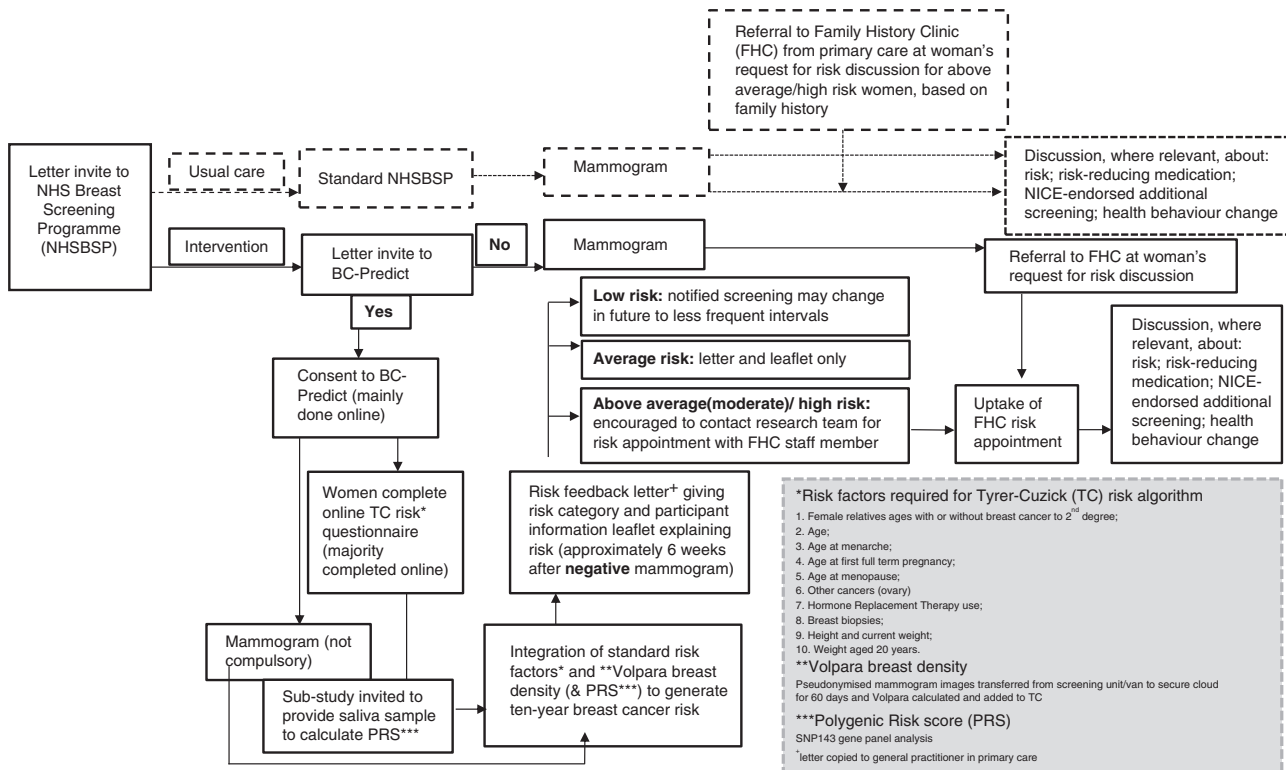 Referral to Family History Clinic
(FHC) from primary care at woman's
request for risk discussion for above
average/high risk women, based on
family history
Letter invite to
NHS Breast
Screening
Programme
(NHSBSP)
Usual care
Standard NHSBSP
Mammogram
Discussion, where relevant, about:
risk; risk-reducing medication;
NICE-endorsed additional
screening; health behaviour change
Intervention
Letter invite to
BC-Predict
No
Mammogram
Referral to FHC at woman's
request for risk discussion
Yes
Low risk: notified screening may change
in future to less frequent intervals
Average risk: letter and leaflet only
Above average(moderate)/ high risk:
encouraged to contact research team for
risk appointment with FHC staff member
Uptake of
FHC risk
appointment
Discussion, where
relevant, about:
risk; risk-reducing
medication; NICE-
endorsed additional
screening; health
behaviour change
Consent to BC-
Predict (mainly
done online)
Women complete
online TC risk*
questionnaire
(majority
completed online)
Risk feedback letter+ giving
risk category and participant
information leaflet explaining
risk (approximately 6 weeks
after negative mammogram)
Mammogram (not
compulsory)
Sub-study invited to
provide saliva sample
to calculate PRS***
Integration of standard risk
factors* and **Volpara breast
density (& PRS***) to generate
ten-year breast cancer risk
*Risk factors required for Tyrer-Cuzick (TC) risk algorithm
1. Female relatives ages with or without breast cancer to 2nd degree;
2. Age;
3. Age at menarche;
4. Age at first full term pregnancy;
5. Age at menopause;
6. Other cancers (ovary)
7. Hormone Replacement Therapy use;
8. Breast biopsies;
9. Height and current weight;
10. Weight aged 20 years.
**Volpara breast density
Pseudonymised mammogram images transferred from screening unit/van to secure cloud
for 60 days and Volpara calculated and added to TC
***Polygenic Risk score (PRS)
SNP143 gene panel analysis
+letter copied to general practitioner in primary care